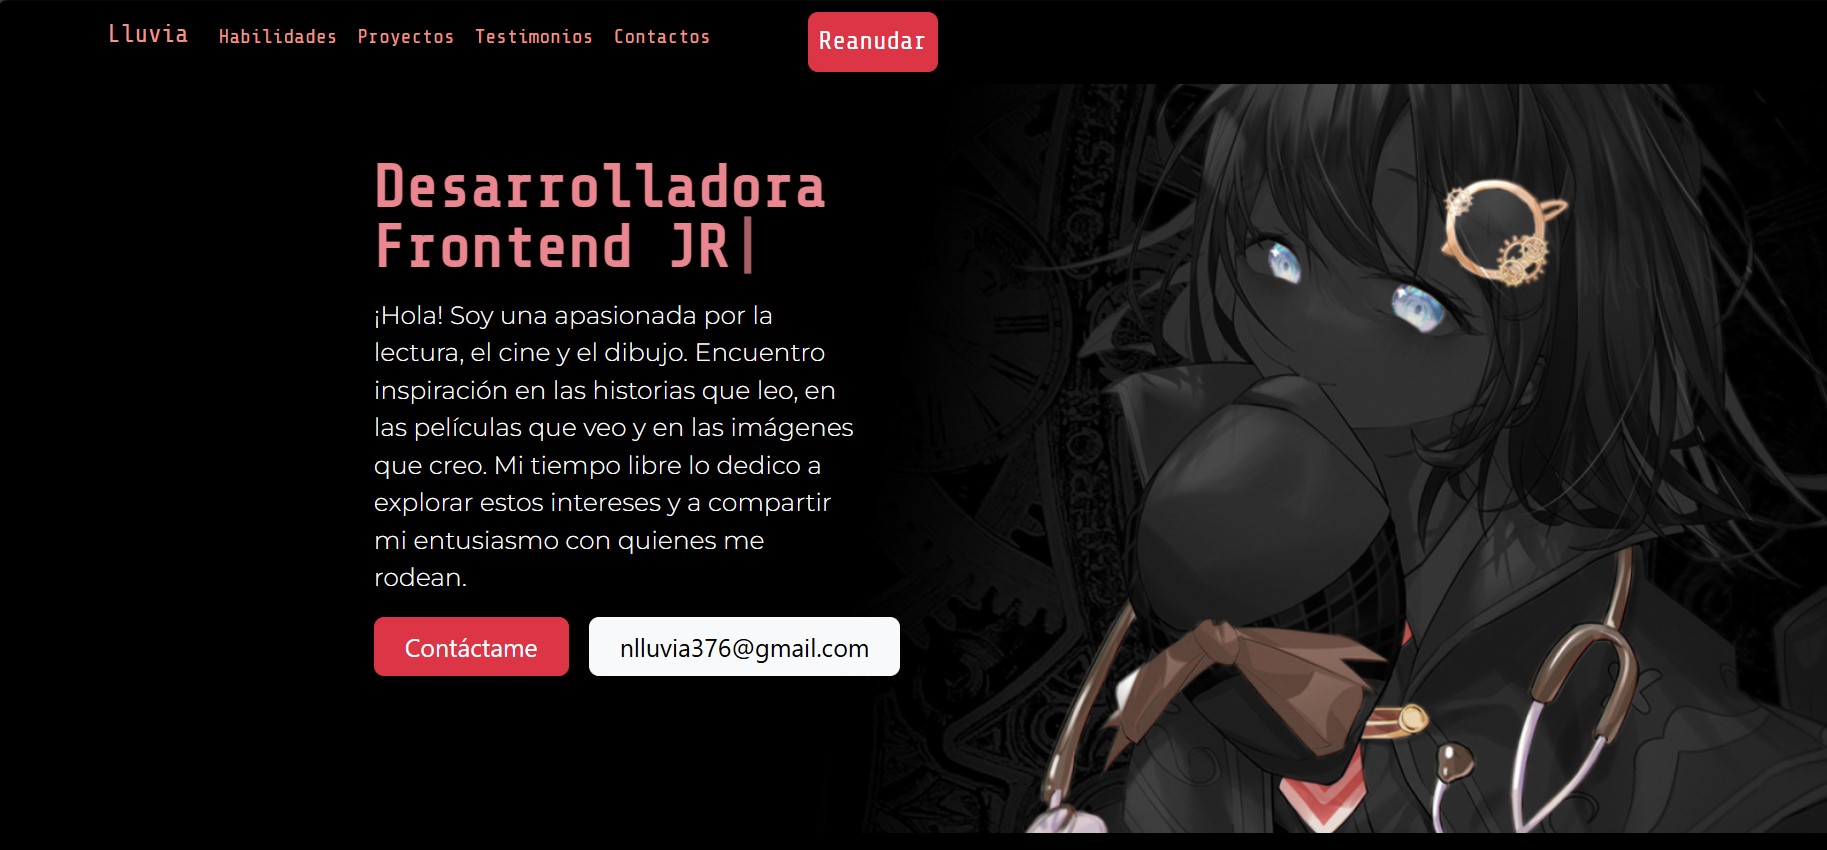 Lluvia Habilidades Proyectos Testimonios Contactos Reanudar
Desarrolladora
Frontend JR
¡Hola! Soy una apasionada por la
lectura, el cine y el dibujo. Encuentro
inspiración en las historias que leo, en
las películas que veo y en las imágenes
que creo. Mi tiempo libre lo dedico a
explorar estos intereses y a compartir
mi entusiasmo con quienes me
rodean.
Contáctame nlluvia376@gmail.com